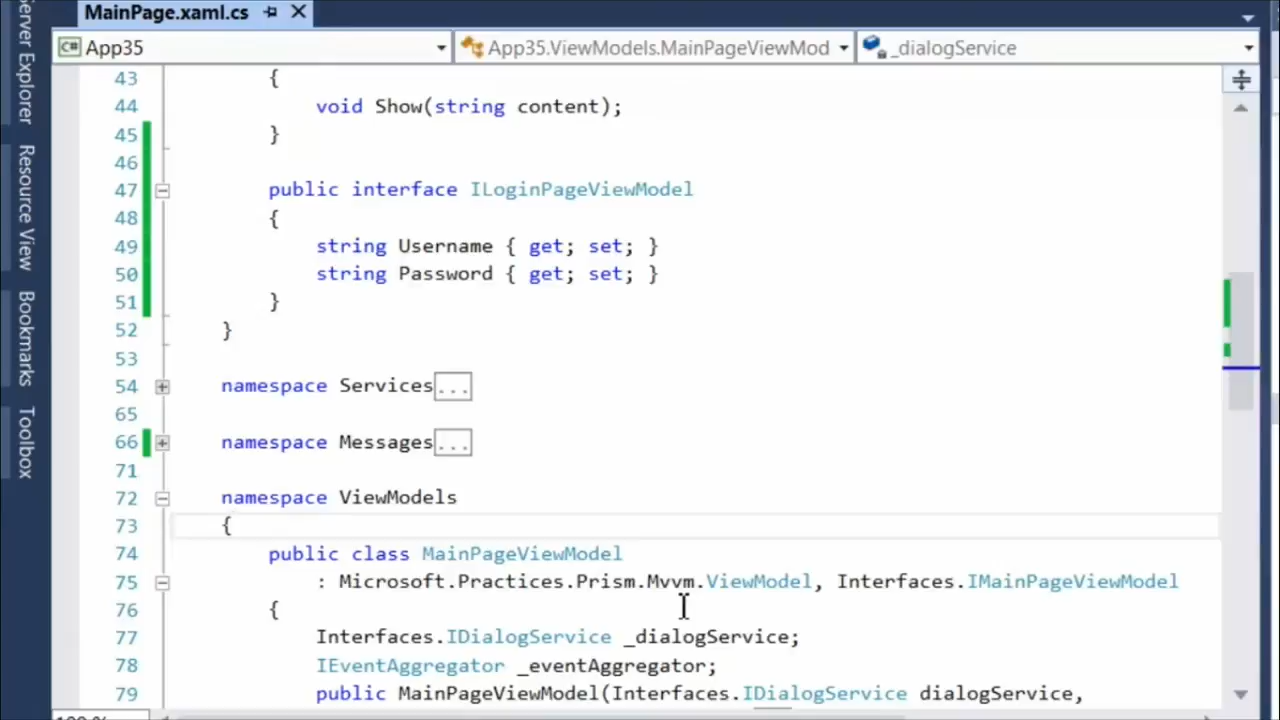 MainPage.xaml.cs
App35 App35.ViewModels.MainPageViewMod _dialogService
Server Explorer
Resource View
Bookmarks
Toolbox
43 {
44 void Show(string content);
45 }
46
47 public interface ILoginPageViewModel
48 {
49 string Username { get; set; }
50 string Password { get; set; }
51 }
52 }
53
54 namespace Services...
65
66 namespace Messages...
71
72 namespace ViewModels
73 {
74 public class MainPageViewModel
75 : Microsoft.Practices.Prism.Mvvm.ViewModel, Interfaces.IMainPageViewModel
76 {
77 Interfaces.IDialogService _dialogService;
78 IEventAggregator _eventAggregator;
79 public MainPageViewModel(Interfaces.IDialogService dialogService,